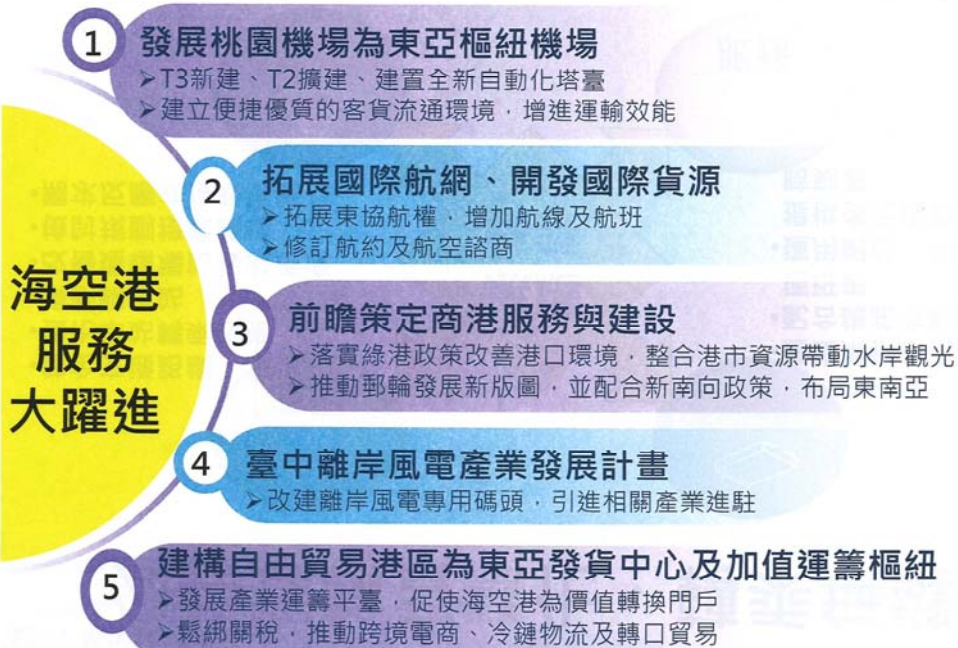 海空港
服務
大躍進
1
發展桃園機場為東亞樞紐機場
➢T3新建、T2擴建、建置全新自動化塔臺
➢建立便捷優質的客貨流通環境，增進運輸效能
2
拓展國際航網、開發國際貨源
➢拓展東協航權，增加航線及航班
➢修訂航約及航空諮商
3
前瞻策定商港服務與建設
➢落實綠港政策改善港口環境，整合港市資源帶動水岸觀光
➢推動郵輪發展新版圖，並配合新南向政策，布局東南亞
4
臺中離岸風電產業發展計畫
➢改建離岸風電專用碼頭，引進相關產業進駐
5
建構自由貿易港區為東亞發貨中心及加值運籌樞紐
➢發展產業運籌平臺，促使海空港為價值轉換門戶
➢鬆綁關稅，推動跨境電商、冷鏈物流及轉口貿易